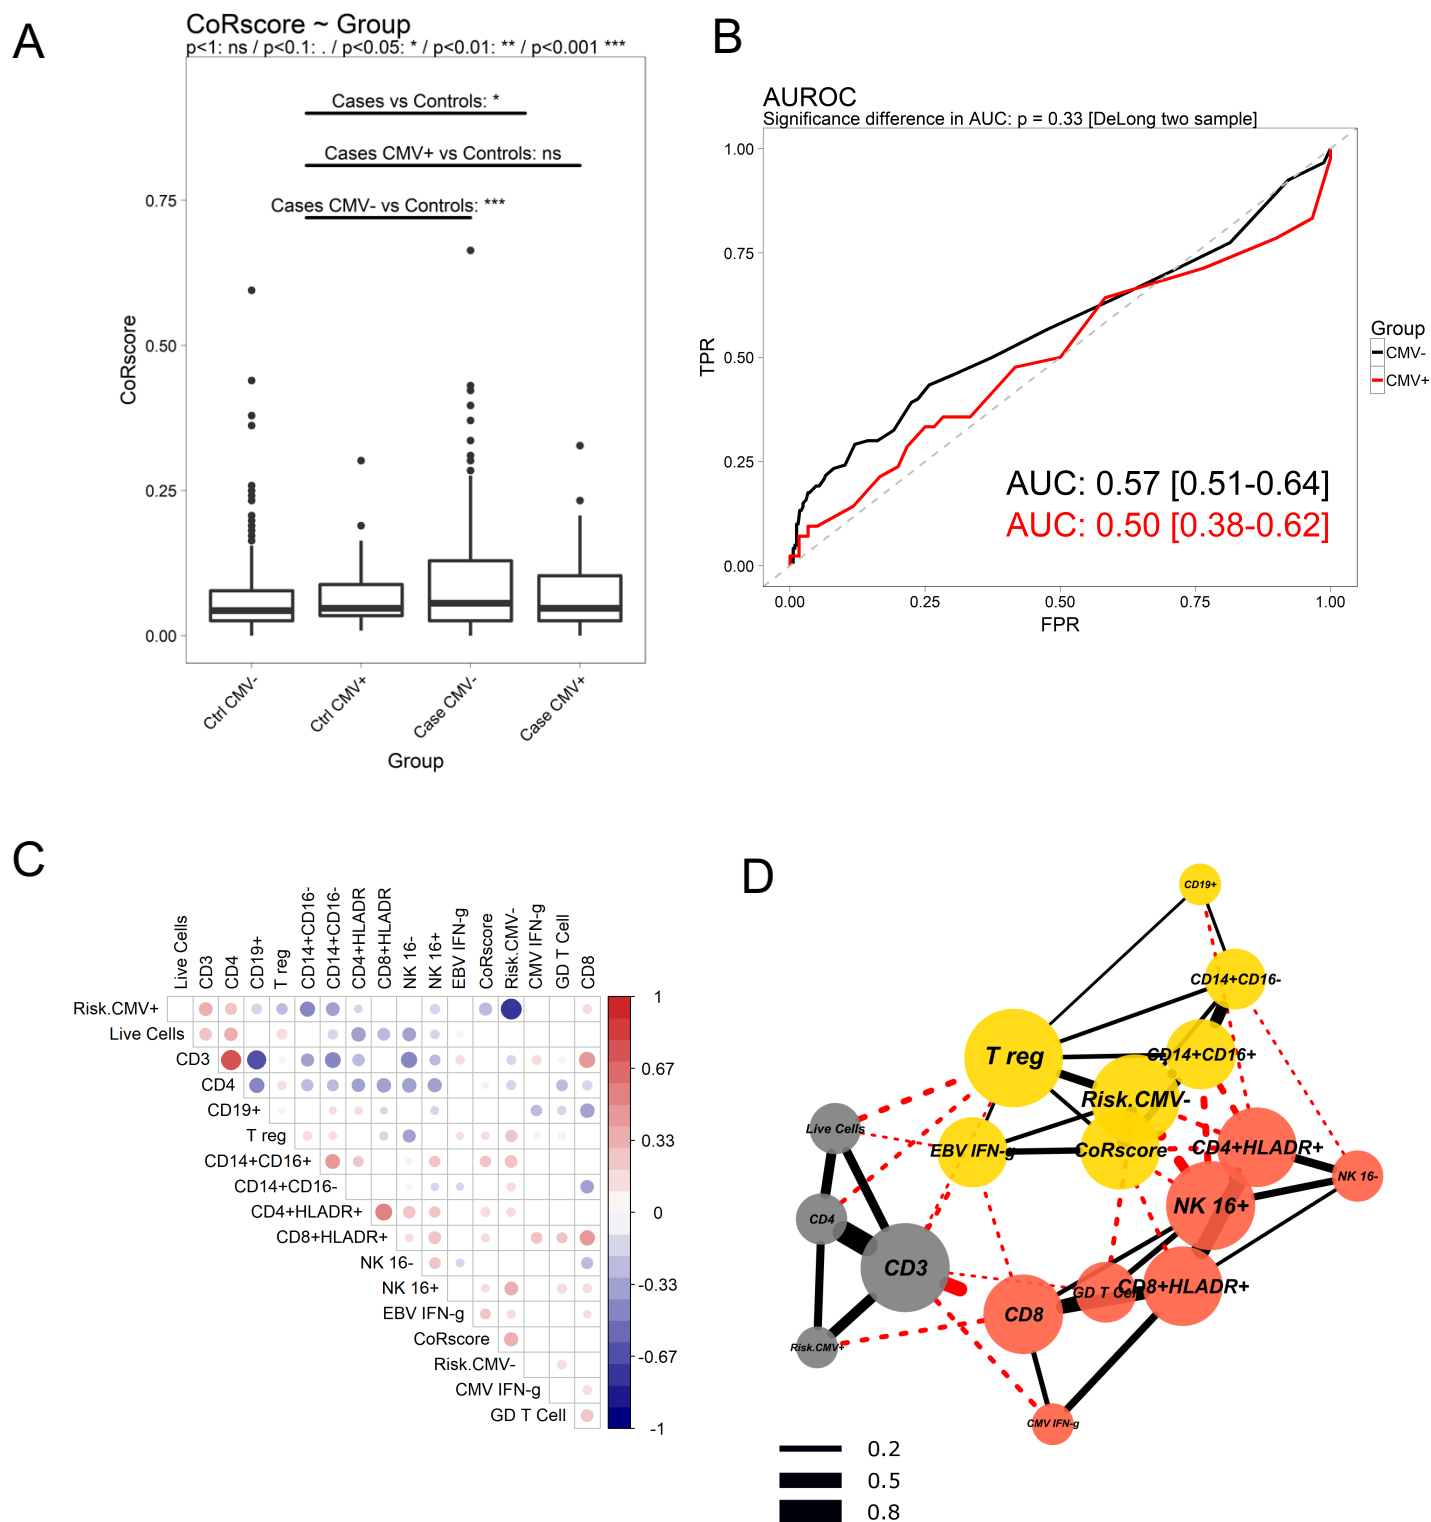 A
CoRscore ~ Group
p<1: ns / p<0.1: . / p<0.05: * / p<0.01: ** / p<0.001 ***
Cases vs Controls: *
Cases CMV+ vs Controls: ns
Cases CMV- vs Controls: ***
0.75
0.50
0.25
0.00
CoRscore
Ctrl CMV-
Ctrl CMV+
Case CMV-
Case CMV+
Group
B
AUROC
Significance difference in AUC: p = 0.33 [DeLong two sample]
1.00
0.75
0.50
0.25
0.00
TPR
AUC: 0.57 [0.51-0.64]
AUC: 0.50 [0.38-0.62]
0.00
0.25
0.50
0.75
1.00
FPR
Group
CMV-
CMV+
C
Live Cells
CD3
CD4
CD19+
T reg
CD14+CD16-
CD14+CD16-
CD4+HLADR
CD8+HLADR
NK 16-
NK 16+
EBV IFN-g
CoRscore
Risk.CMV-
CMV IFN-g
GD T Cell
CD8
Risk.CMV+
Live Cells
CD3
CD4
CD19+
T reg
CD14+CD16+
CD14+CD16-
CD4+HLADR+
CD8+HLADR+
NK 16-
NK 16+
EBV IFN-g
CoRscore
Risk.CMV-
CMV IFN-g
GD T Cell
1
0.67
0.33
0
-0.33
-0.67
-1
D
CD19+
CD14+CD16-
T reg
CD14+CD16+
Risk.CMV-
Live Cells
EBV IFN-g
CoRscore
CD4+HLADR+
NK 16-
CD4
NK 16+
CD3
CD8
GD T Cell
CD8+HLADR+
Risk.CMV+
CMV IFN-g
0.2
0.5
0.8